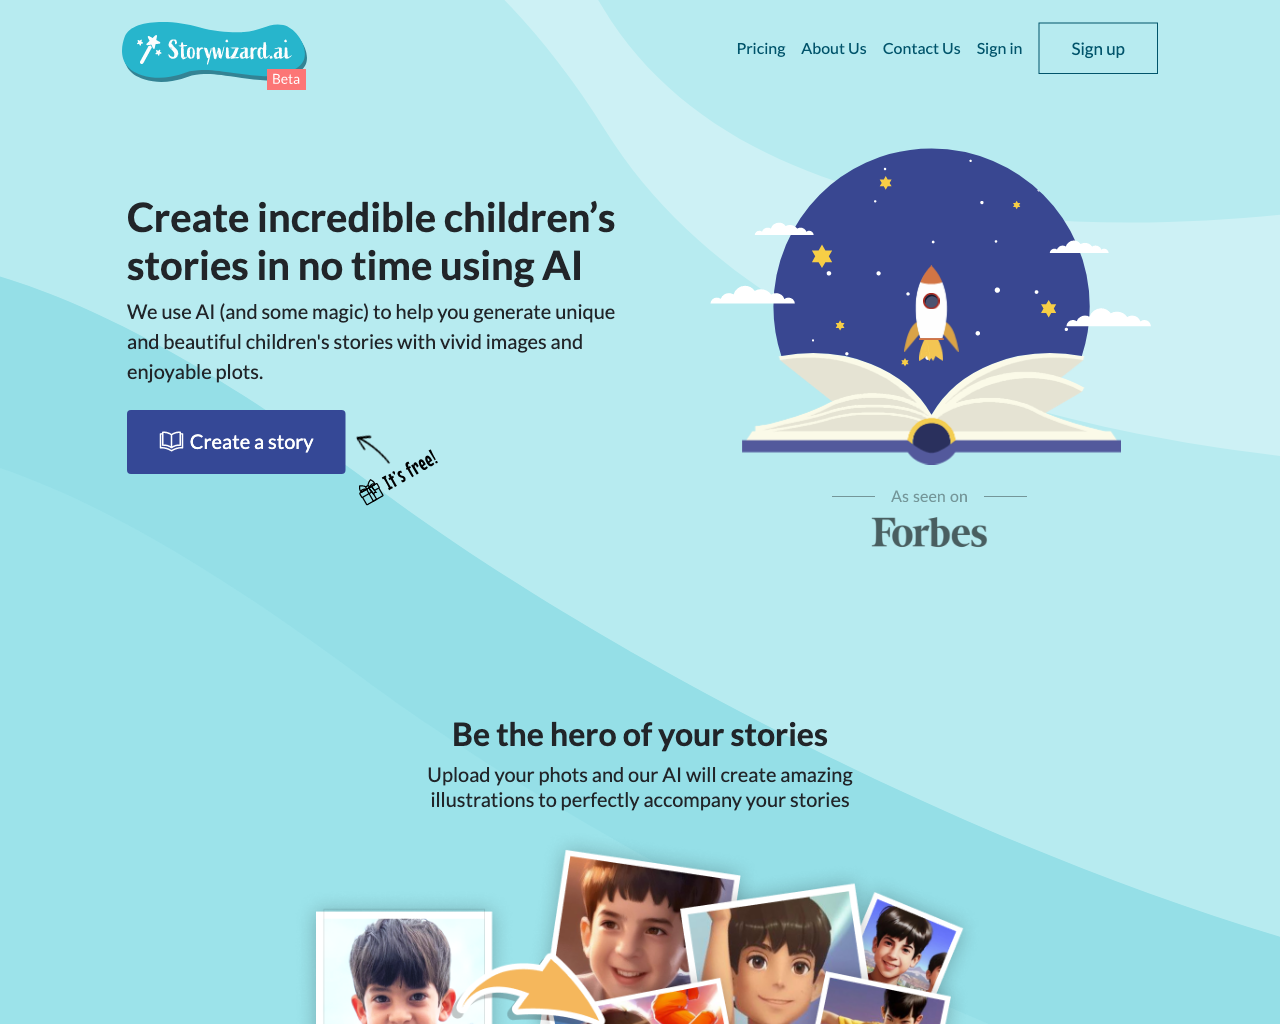 Storywizard.ai
Beta
Pricing
About Us
Contact Us
Sign in
Sign up
Create incredible children’s
stories in no time using AI
We use AI (and some magic) to help you generate unique
and beautiful children's stories with vivid images and
enjoyable plots.
Create a story
It's free!
As seen on
Forbes
Be the hero of your stories
Upload your phots and our AI will create amazing
illustrations to perfectly accompany your stories